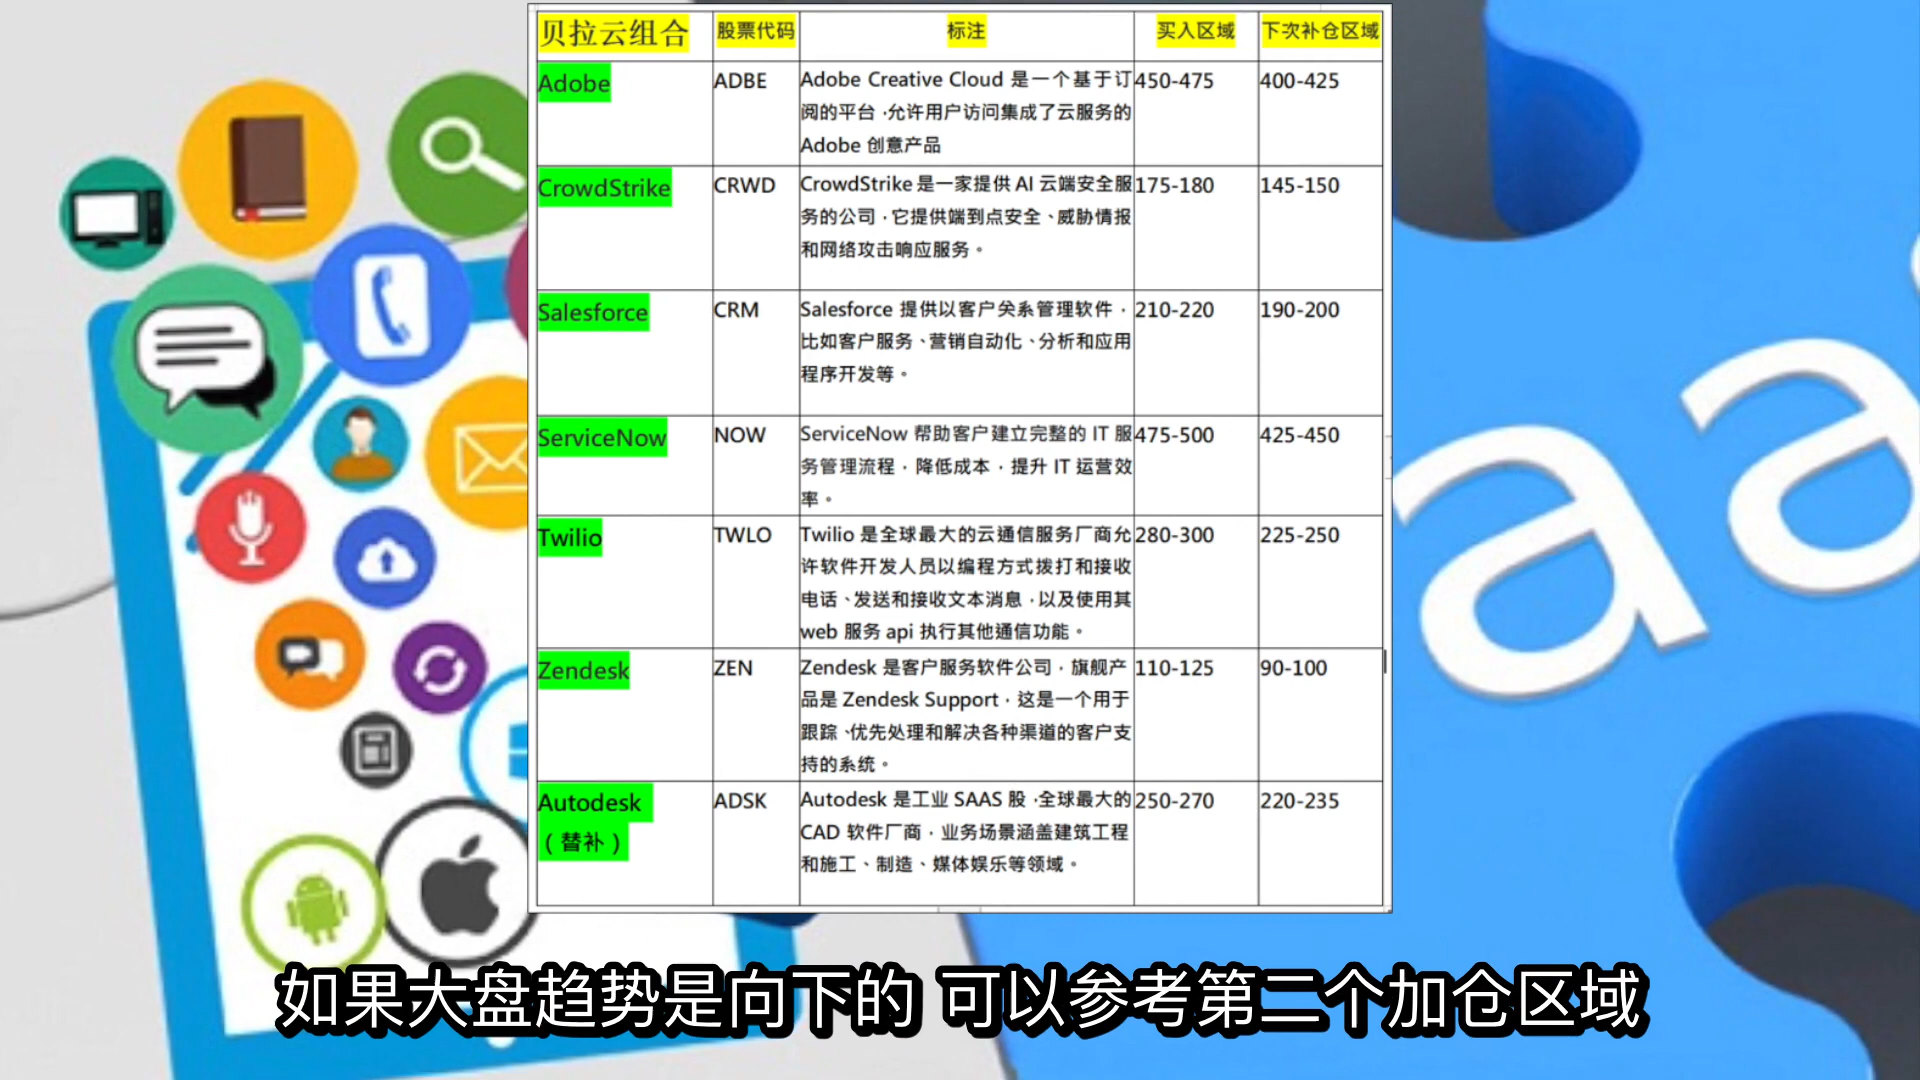 贝拉云组合 股票代码 标注 买入区域 下次补仓区域
Adobe ADBE Adobe Creative Cloud 是一个基于订 450-475 400-425
阅的平台，允许用户访问集成了云服务的
Adobe 创意产品
CrowdStrike CRWD CrowdStrike 是一家提供 AI 云端安全服 175-180 145-150
务的公司，它提供端到点安全、威胁情报
和网络攻击响应服务。
Salesforce CRM Salesforce 提供以客户关系管理软件， 210-220 190-200
比如客户服务、营销自动化、分析和应用
程序开发等。
ServiceNow NOW ServiceNow 帮助客户建立完整的 IT 服 475-500 425-450
务管理流程，降低成本，提升 IT 运营效
率。
Twilio TWLO Twilio 是全球最大的云通信服务厂商允 280-300 225-250
许软件开发人员以编程方式拨打和接收
电话、发送和接收文本消息，以及使用其
web 服务 api 执行其他通信功能。
Zendesk ZEN Zendesk 是客户服务软件公司，旗舰产 110-125 90-100
品是 Zendesk Support，这是一个用于
跟踪、优先处理和解决各种渠道的客户支
持的系统。
Autodesk ADSK Autodesk 是工业 SAAS 股，全球最大的 250-270 220-235
（替补） CAD 软件厂商，业务场景涵盖建筑工程
和施工、制造、媒体娱乐等领域。
aa
如果大盘趋势是向下的 可以参考第二个加仓区域